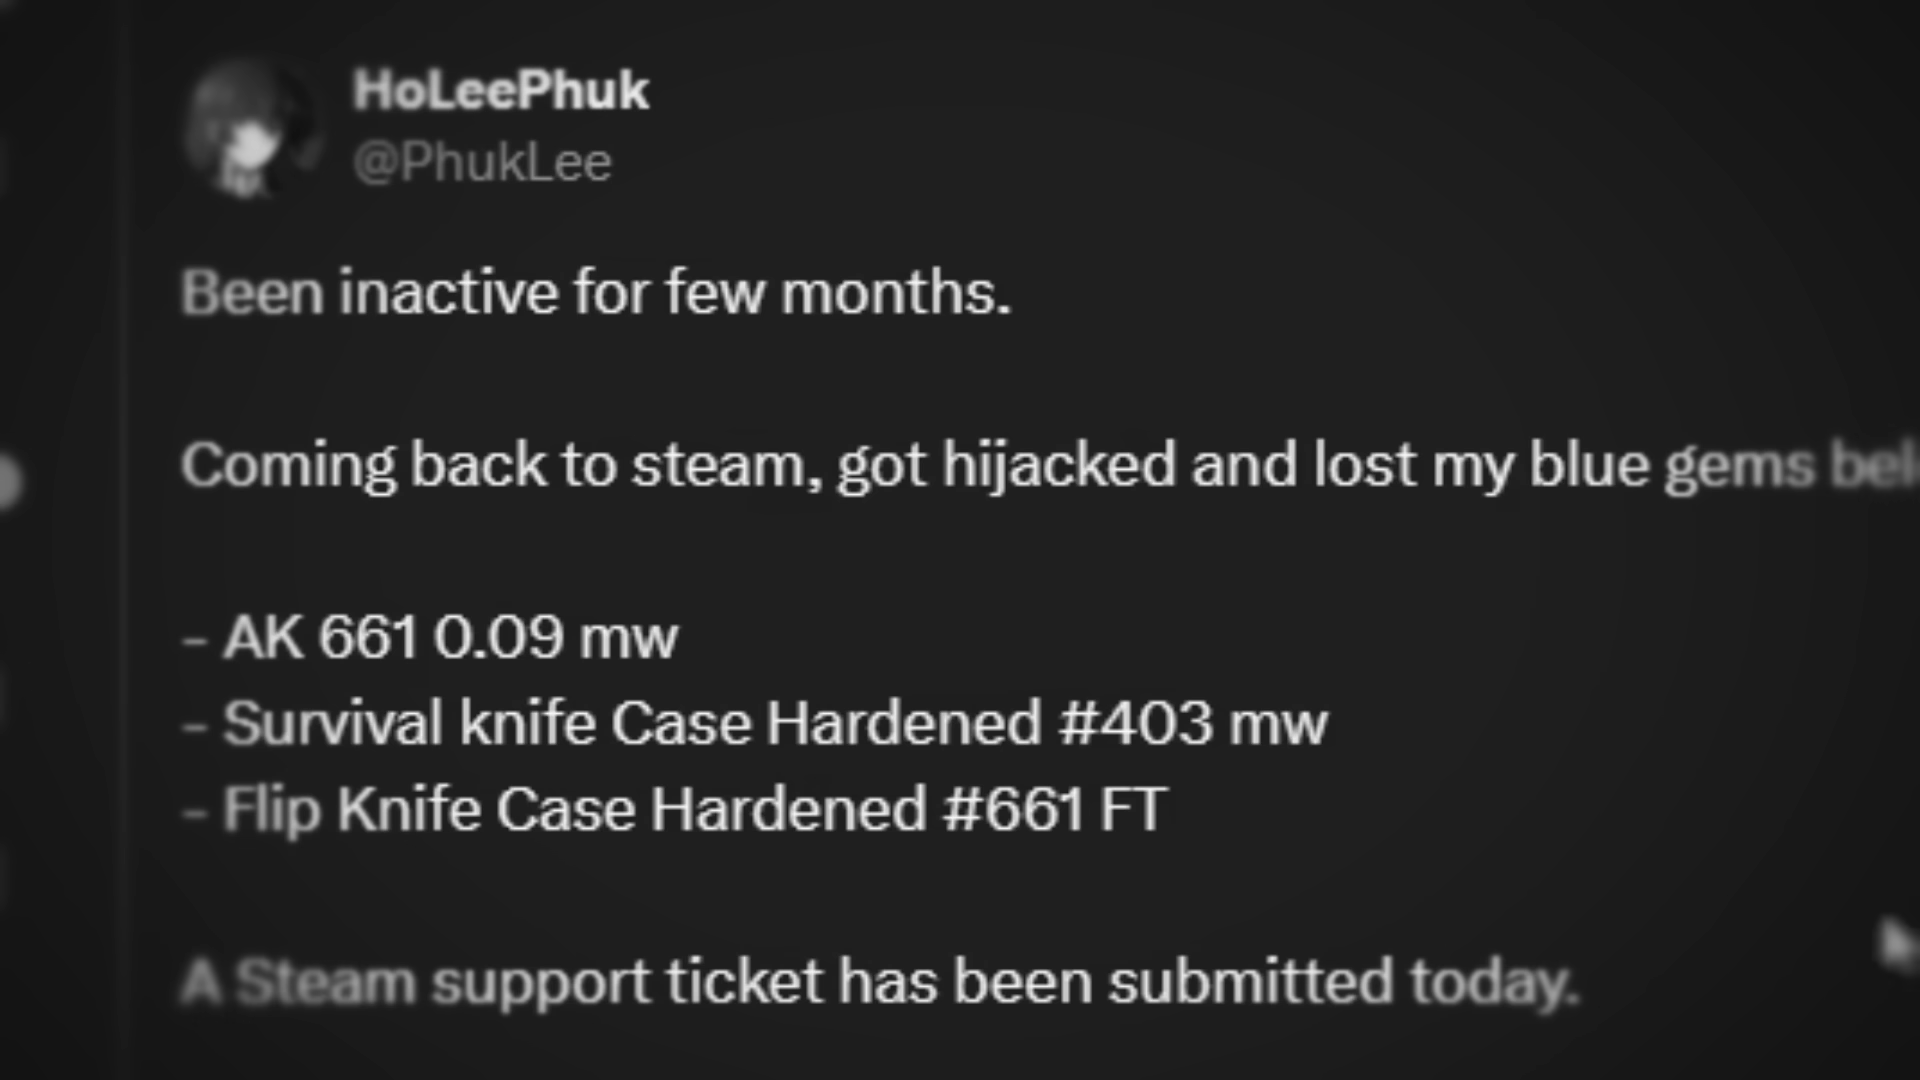 HoLeePhuk
@PhukLee
Been inactive for few months.
Coming back to steam, got hijacked and lost my blue gems
– AK 661 0.09 mw
– Survival knife Case Hardened #403 mw
– Flip Knife Case Hardened #661 FT
A Steam support ticket has been submitted today.